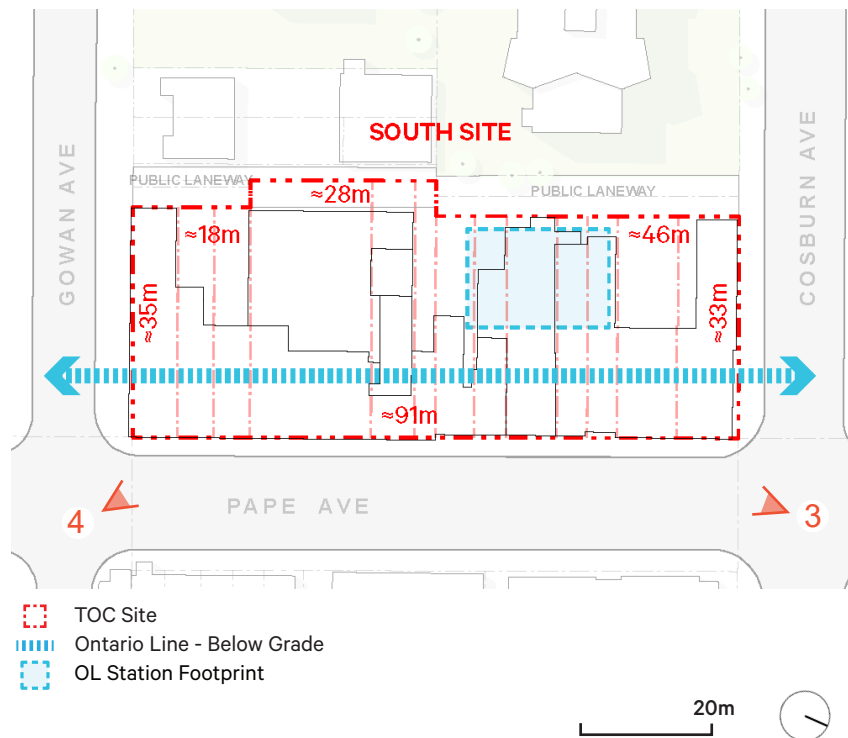 SOUTH SITE
PUBLIC LANEWAY
≈28m
PUBLIC LANEWAY
≈18m
≈46m
GOWAN AVE
COSBURN AVE
≈35m
≈33m
≈91m
PAPE AVE
4
3
TOC Site
Ontario Line - Below Grade
OL Station Footprint
20m